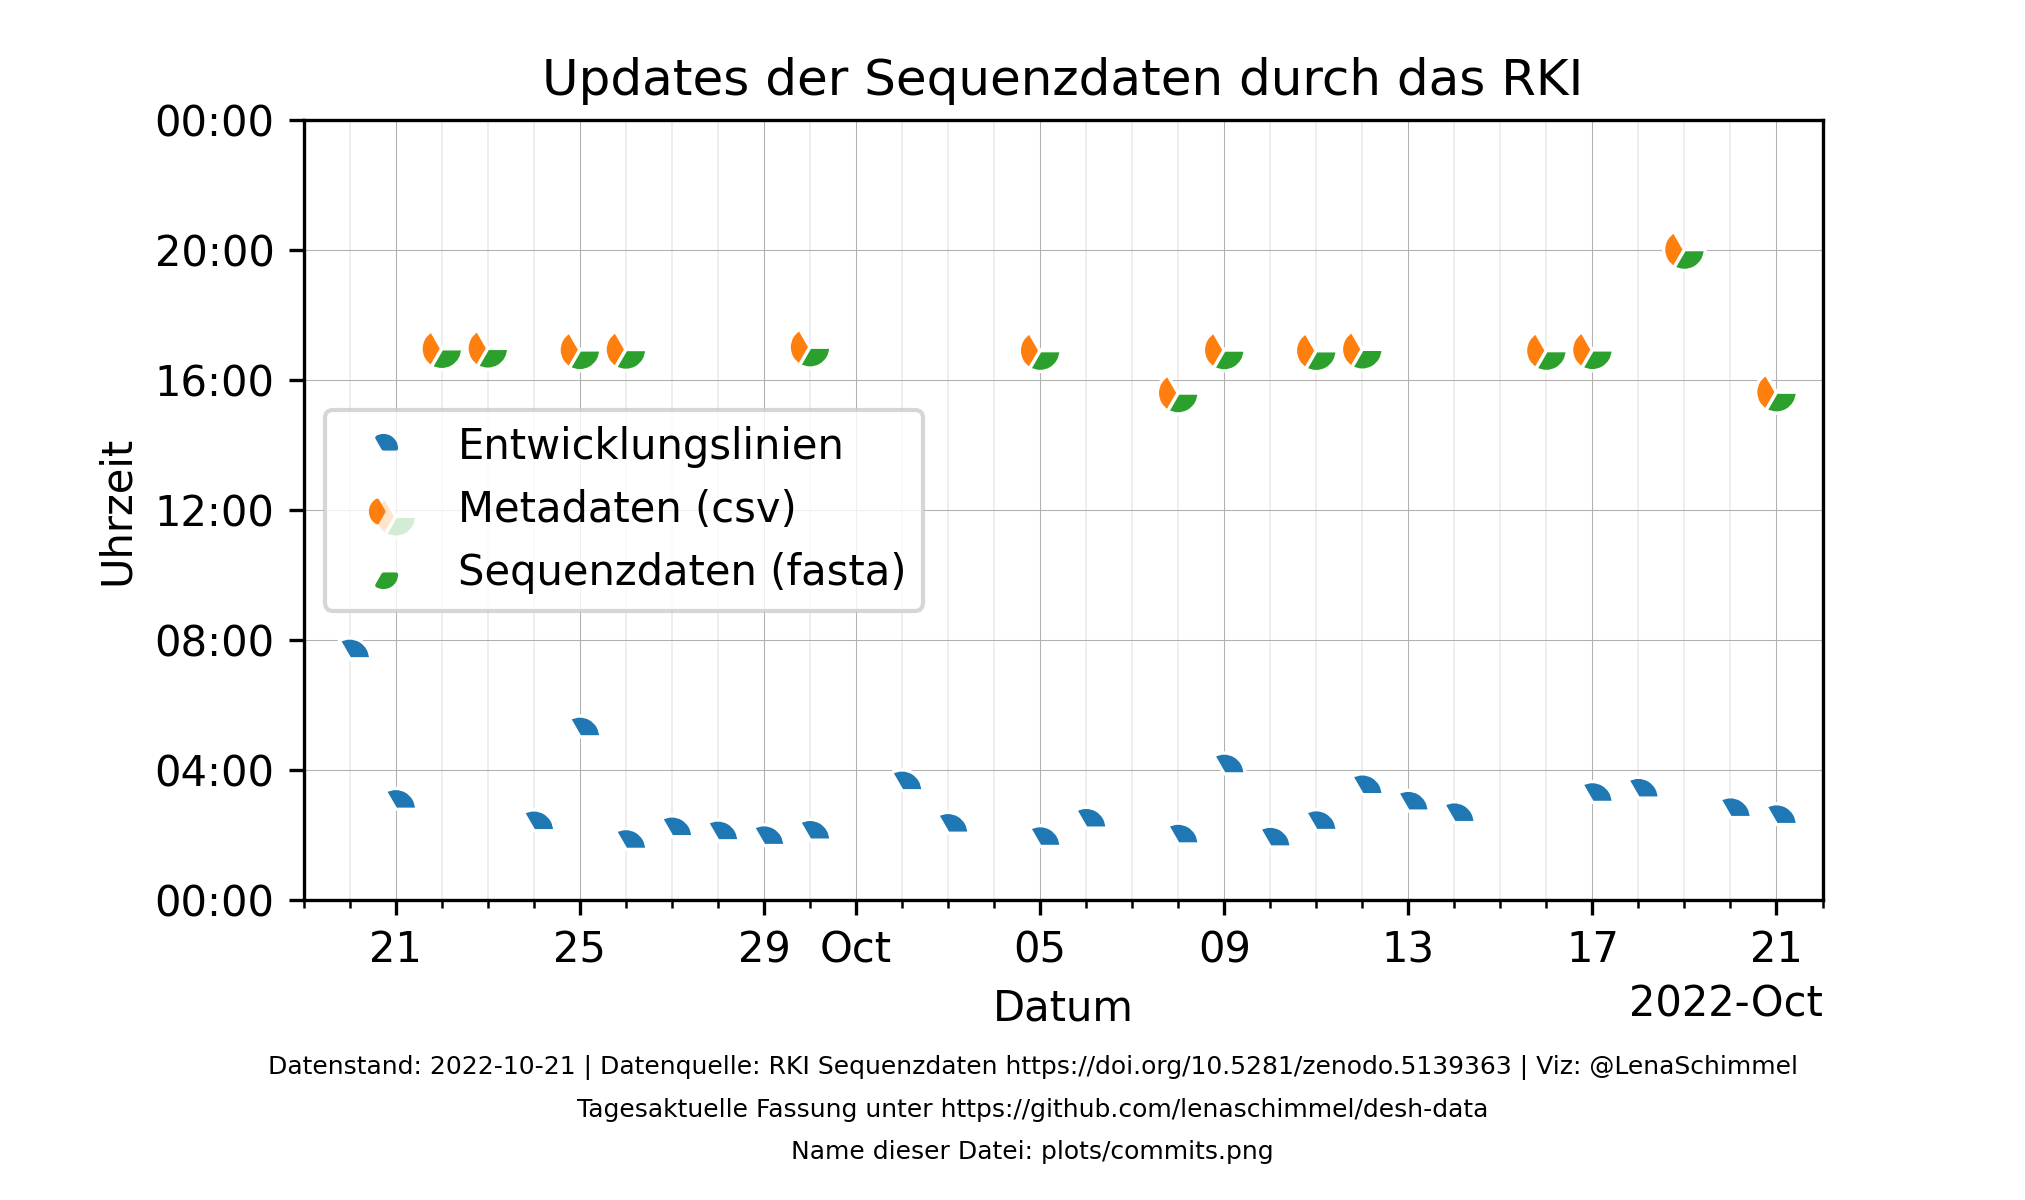 Updates der Sequenzdaten durch das RKI
00:00
20:00
16:00
12:00
08:00
04:00
00:00
Uhrzeit
Entwicklungslinien
Metadaten (csv)
Sequenzdaten (fasta)
21 25 29 Oct 05 09 13 17 21
2022-Oct
Datum
Datenstand: 2022-10-21 | Datenquelle: RKI Sequenzdaten https://doi.org/10.5281/zenodo.5139363 | Viz: @LenaSchimmel
Tagesaktuelle Fassung unter https://github.com/lenaschimmel/desh-data
Name dieser Datei: plots/commits.png